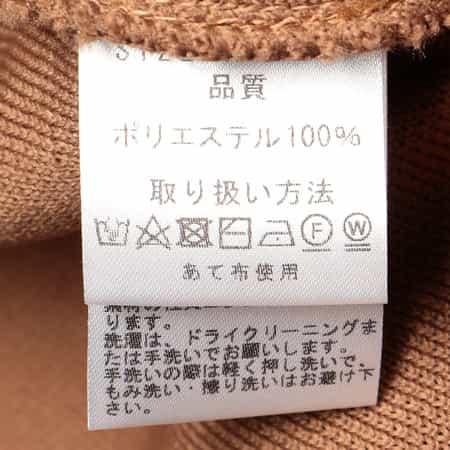 SIZE
品質
ポリエステル100%
取り扱い方法
F W
あて布使用
ります。
洗濯は、ドライクリーニングま
たは手洗いでお願いします。
手洗いの際は軽く押し洗いで、
もみ洗い・擦り洗いはお避け下
さい。